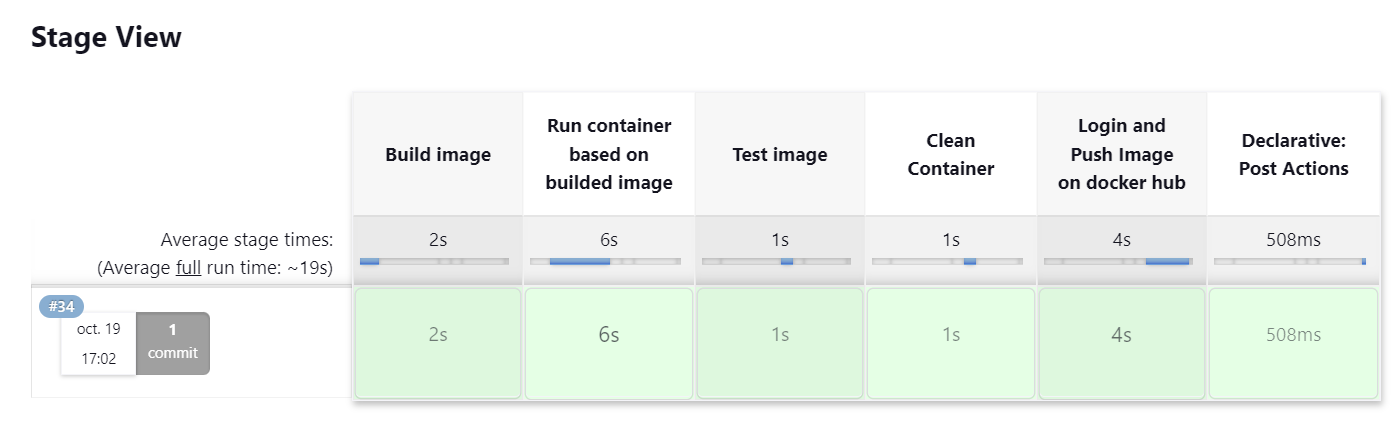 Stage View
Build image
Run container
based on
builded image
Test image
Clean
Container
Login and
Push Image
on docker hub
Declarative:
Post Actions
Average stage times:
(Average full run time: ~19s)
2s
6s
1s
1s
4s
508ms
#34
oct. 19
17:02
1
commit
2s
6s
1s
1s
4s
508ms